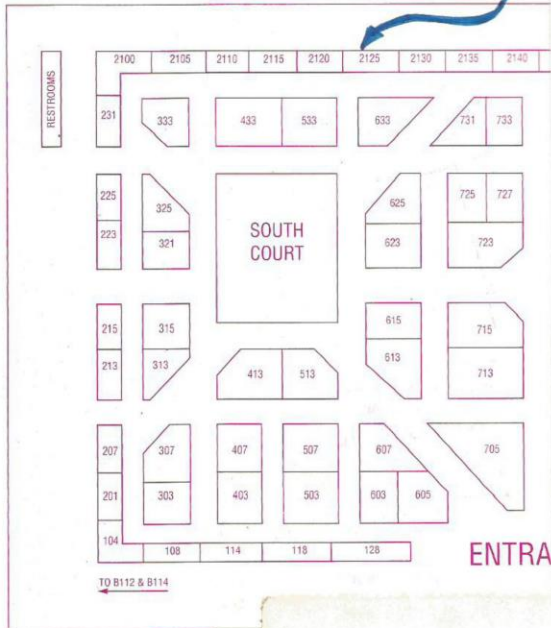 2100 2105 2110 2115 2120 2125 2130 2135 2140
RESTROOMS
231 333 433 533 633 731 733
225 325 625 725 727
223 321 623 723
SOUTH
COURT
215 315 615 715
213 313 413 513 613 713
207 307 407 507 607 705
201 303 403 503 603 605
104 108 114 118 128
ENTRA
TO B112 & B114